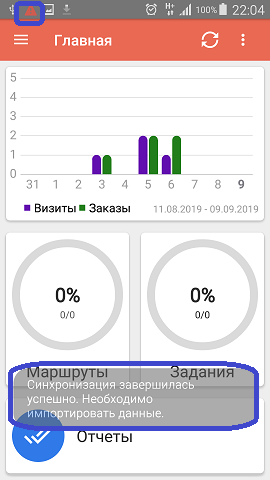 H+
100%
22:04
Главная
5
4
3
2
1
0
31 1 2 3 4 5 6 7 8 9
Визиты Заказы 11.08.2019 - 09.09.2019
0% 0%
0/0 0/0
Маршруты Задания
Синхронизация завершилась
успешно. Необходимо
импортировать данные.
Отчеты